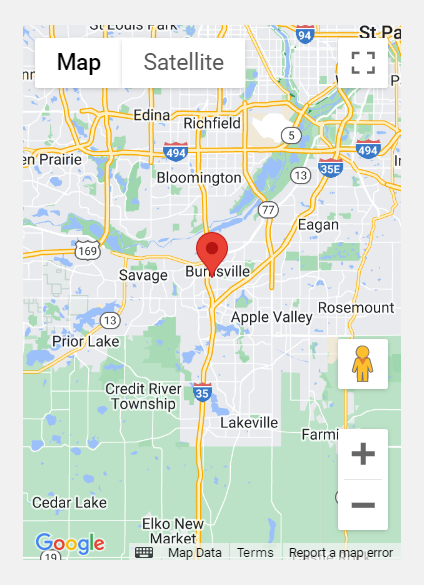 St Louis Park
94
St Pa
Map
Satellite
Edina
Richfield
5
494
494
en Prairie
35E
Bloomington
13
77
Eagan
169
Burnsville
Savage
Rosemount
13
Apple Valley
Prior Lake
Credit River
Township
35
Lakeville
Farmi
Cedar Lake
Elko New
Market
Google
19
Map Data
Terms
Report a map error